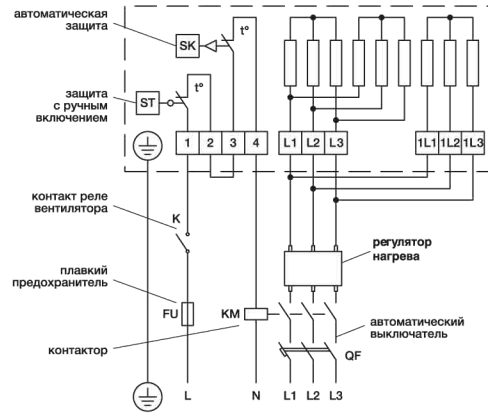 автоматическая
защита
SK
t°
защита
с ручным
включением
ST
t°
1 2 3 4 L1 L2 L3 1L1 1L2 1L3
контакт реле
вентилятора
K
регулятор
нагрева
плавкий
предохранитель
FU
KM
автоматический
выключатель
контактор
QF
L N L1 L2 L3